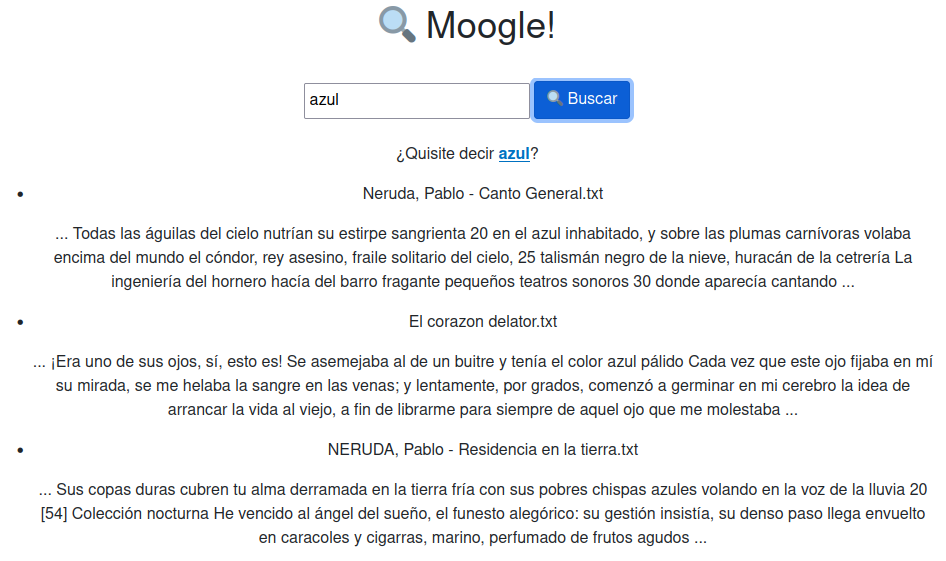 Moogle!
azul
Buscar
¿Quisite decir azul?
Neruda, Pablo - Canto General.txt
... Todas las águilas del cielo nutrían su estirpe sangrienta 20 en el azul inhabitado, y sobre las plumas carnívoras volaba
encima del mundo el cóndor, rey asesino, fraile solitario del cielo, 25 talismán negro de la nieve, huracán de la cetrería La
ingeniería del hornero hacía del barro fragante pequeños teatros sonoros 30 donde aparecía cantando ...
El corazon delator.txt
... ¡Era uno de sus ojos, sí, esto es! Se asemejaba al de un buitre y tenía el color azul pálido Cada vez que este ojo fijaba en mí
su mirada, se me helaba la sangre en las venas; y lentamente, por grados, comenzó a germinar en mi cerebro la idea de
arrancar la vida al viejo, a fin de librarme para siempre de aquel ojo que me molestaba ...
NERUDA, Pablo - Residencia en la tierra.txt
... Sus copas duras cubren tu alma derramada en la tierra fría con sus pobres chispas azules volando en la voz de la lluvia 20
[54] Colección nocturna He vencido al ángel del sueño, el funesto alegórico: su gestión insistía, su denso paso llega envuelto
en caracoles y cigarras, marino, perfumado de frutos agudos ...